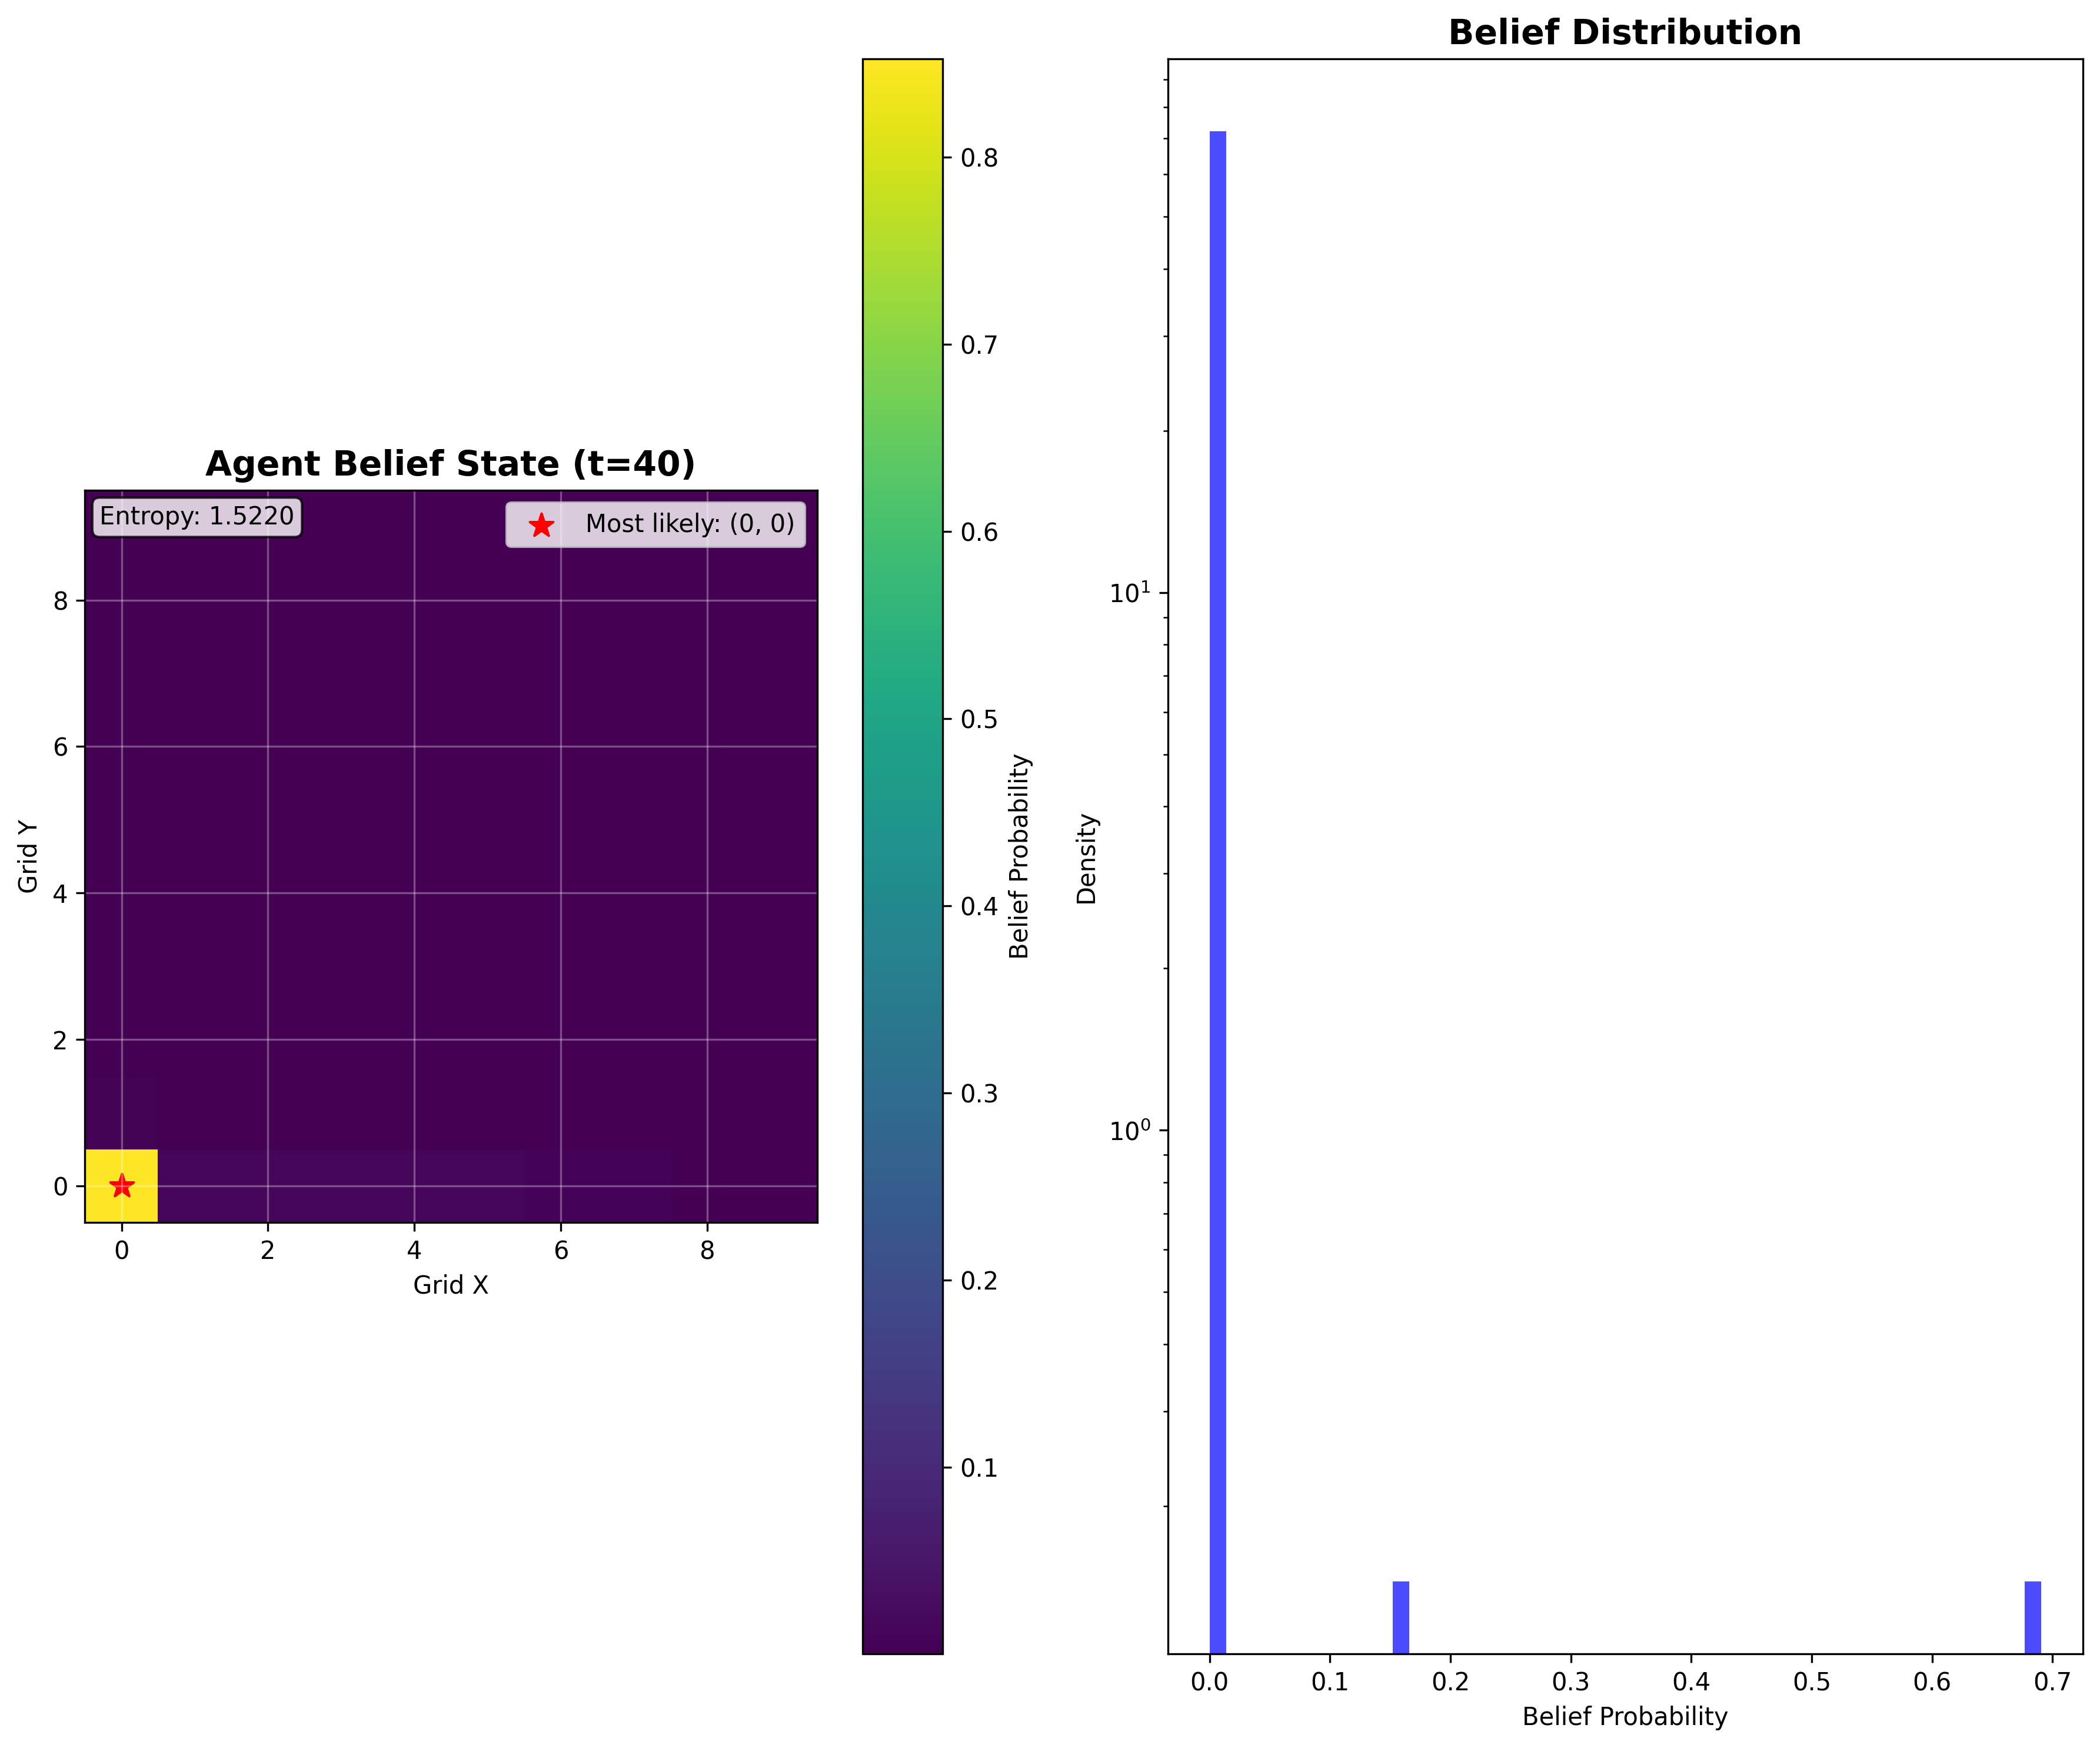 Agent Belief State (t=40)
Entropy: 1.5220
Most likely: (0, 0)
8
6
4
2
0
Grid Y
0 2 4 6 8
Grid X
0.8
0.7
0.6
0.5
0.4
0.3
0.2
0.1
Belief Probability
Belief Distribution
10¹
10⁰
Density
0.0 0.1 0.2 0.3 0.4 0.5 0.6 0.7
Belief Probability